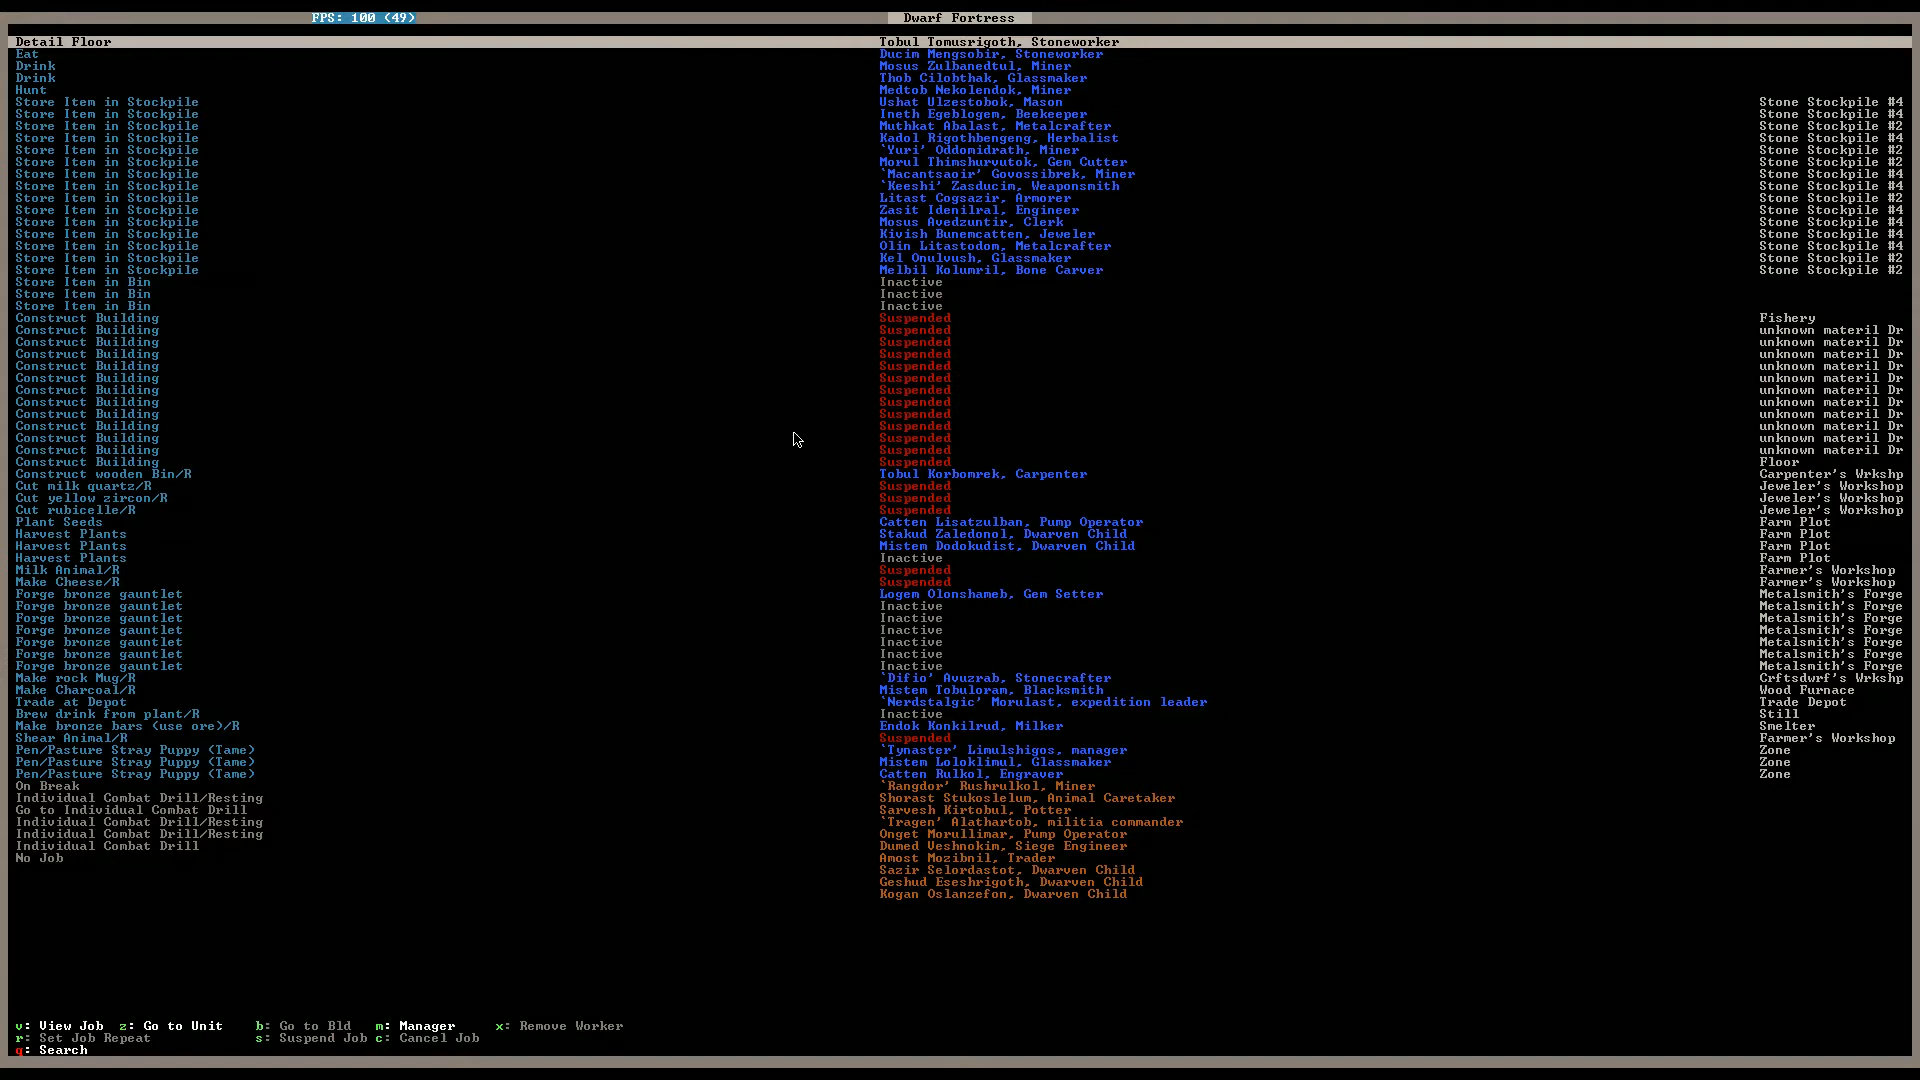 FPS: 100 (49) Dwarf Fortress
Detail Floor Tobul Tomusrigoth, Stoneworker
Eat Ducim Mengsobir, Stoneworker
Drink Mosus Zulbanedtul, Miner
Drink Thob Cilobthak, Glassmaker
Hunt Medtob Nekolendok, Miner
Store Item in Stockpile Ushat Ulzestobok, Mason Stone Stockpile #4
Store Item in Stockpile Ineth Egeblogem, Beekeeper Stone Stockpile #4
Store Item in Stockpile Muthkat Abalast, Metalcrafter Stone Stockpile #2
Store Item in Stockpile Kadol Rigothbengeng, Herbalist Stone Stockpile #4
Store Item in Stockpile `Yuri' Oddomidrath, Miner Stone Stockpile #2
Store Item in Stockpile Morul Thimshurvutok, Gem Cutter Stone Stockpile #2
Store Item in Stockpile `Macantsaoir' Govossibrek, Miner Stone Stockpile #4
Store Item in Stockpile `Keeshi' Zasducim, Weaponsmith Stone Stockpile #4
Store Item in Stockpile Litast Cogsazir, Armorer Stone Stockpile #2
Store Item in Stockpile Zasit Idenilral, Engineer Stone Stockpile #4
Store Item in Stockpile Mosus Avedzuntir, Clerk Stone Stockpile #4
Store Item in Stockpile Kivish Bunemcatten, Jeweler Stone Stockpile #4
Store Item in Stockpile Olin Litastodom, Metalcrafter Stone Stockpile #4
Store Item in Stockpile Kel Onulvush, Glassmaker Stone Stockpile #2
Store Item in Stockpile Melbil Kolumril, Bone Carver Stone Stockpile #2
Store Item in Bin Inactive
Store Item in Bin Inactive
Store Item in Bin Inactive
Construct Building Suspended Fishery
Construct Building Suspended unknown materil Dr
Construct Building Suspended unknown materil Dr
Construct Building Suspended unknown materil Dr
Construct Building Suspended unknown materil Dr
Construct Building Suspended unknown materil Dr
Construct Building Suspended unknown materil Dr
Construct Building Suspended unknown materil Dr
Construct Building Suspended unknown materil Dr
Construct Building Suspended unknown materil Dr
Construct Building Suspended unknown materil Dr
Construct Building Suspended unknown materil Dr
Construct Building Suspended Floor
Construct wooden Bin/R Tobul Korbomrek, Carpenter Carpenter's Wrkshp
Cut milk quartz/R Suspended Jeweler's Workshop
Cut yellow zircon/R Suspended Jeweler's Workshop
Cut rubicelle/R Suspended Jeweler's Workshop
Plant Seeds Catten Lisatzulban, Pump Operator Farm Plot
Harvest Plants Stakud Zaledonol, Dwarven Child Farm Plot
Harvest Plants Mistem Dodokudist, Dwarven Child Farm Plot
Harvest Plants Inactive Farm Plot
Milk Animal/R Suspended Farmer's Workshop
Make Cheese/R Suspended Farmer's Workshop
Forge bronze gauntlet Logem Olonshameb, Gem Setter Metalsmith's Forge
Forge bronze gauntlet Inactive Metalsmith's Forge
Forge bronze gauntlet Inactive Metalsmith's Forge
Forge bronze gauntlet Inactive Metalsmith's Forge
Forge bronze gauntlet Inactive Metalsmith's Forge
Forge bronze gauntlet Inactive Metalsmith's Forge
Forge bronze gauntlet Inactive Metalsmith's Forge
Make rock Mug/R `Difio' Avuzrab, Stonecrafter Crftsdwrf's Wrkshp
Make Charcoal/R Mistem Tobuloram, Blacksmith Wood Furnace
Trade at Depot `Nerdstalgic' Morulast, expedition leader Trade Depot
Brew drink from plant/R Inactive Still
Make bronze bars (use ore)/R Endok Konkilrud, Milker Smelter
Shear Animal/R Suspended Farmer's Workshop
Pen/Pasture Stray Puppy (Tame) `Tynaster' Limulshigos, manager Zone
Pen/Pasture Stray Puppy (Tame) Mistem Loloklimul, Glassmaker Zone
Pen/Pasture Stray Puppy (Tame) Catten Rulkol, Engraver Zone
On Break `Rangdor' Rushrulkol, Miner
Individual Combat Drill/Resting Shorast Stukoslelum, Animal Caretaker
Go to Individual Combat Drill Sarvesh Kirtobul, Potter
Individual Combat Drill/Resting `Tragen' Alathartob, militia commander
Individual Combat Drill/Resting Onget Morullimar, Pump Operator
Individual Combat Drill Dumed Veshnokim, Siege Engineer
No Job Amost Mozibnil, Trader
Sazir Selordastot, Dwarven Child
Geshud Eseshrigoth, Dwarven Child
Kogan Oslanzefon, Dwarven Child
v: View Job z: Go to Unit b: Go to Bld m: Manager x: Remove Worker
r: Set Job Repeat s: Suspend Job c: Cancel Job
q: Search